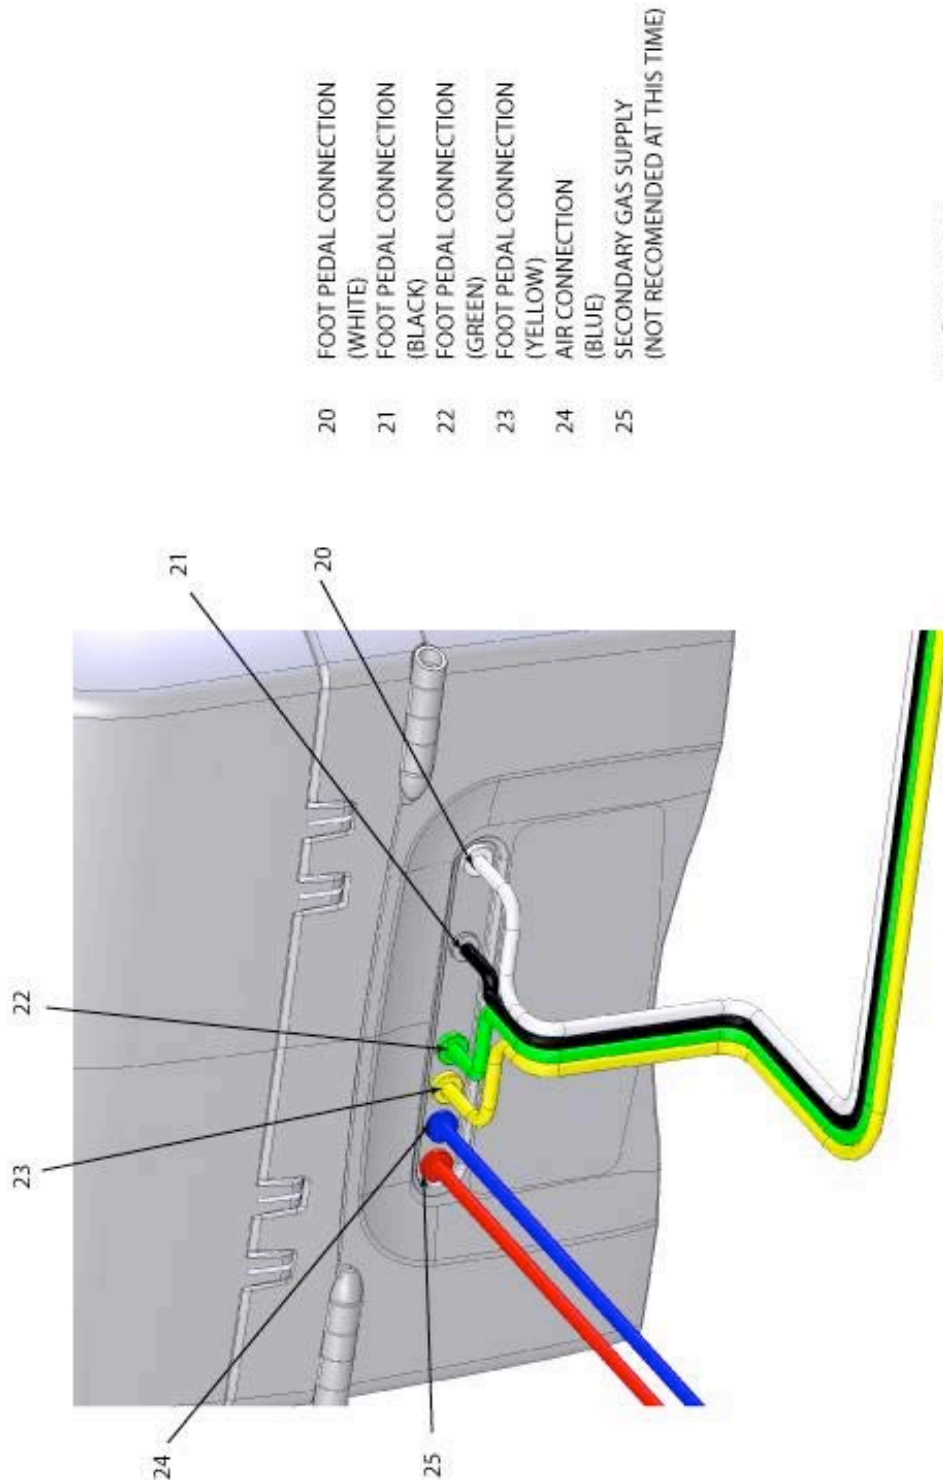 20 FOOT PEDAL CONNECTION
(WHITE)
21 FOOT PEDAL CONNECTION
(BLACK)
22 FOOT PEDAL CONNECTION
(GREEN)
23 FOOT PEDAL CONNECTION
(YELLOW)
24 AIR CONNECTION
(BLUE)
25 SECONDARY GAS SUPPLY
(NOT RECOMENDED AT THIS TIME)
21
20
22
23
24
25